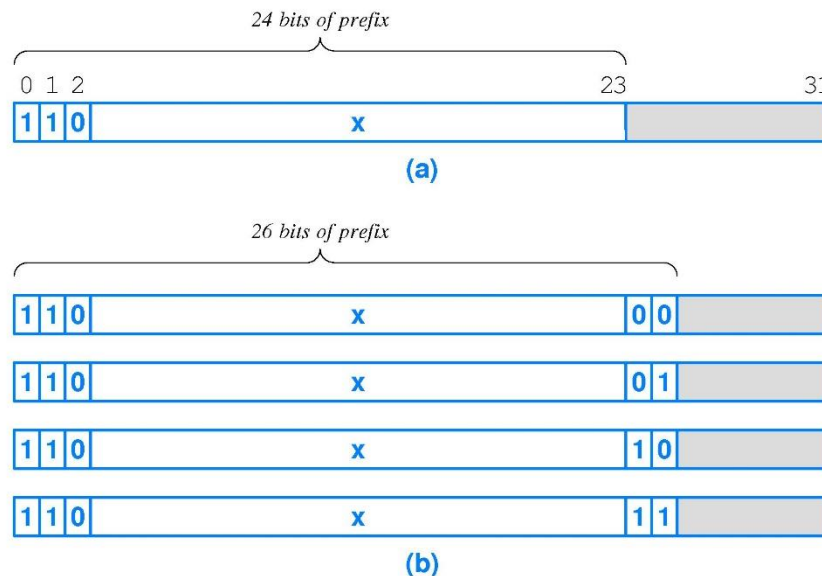 24 bits of prefix
0 1 2 23 31
1 1 0 x
(a)
26 bits of prefix
1 1 0 x 0 0
1 1 0 x 0 1
1 1 0 x 1 0
1 1 0 x 1 1
(b)